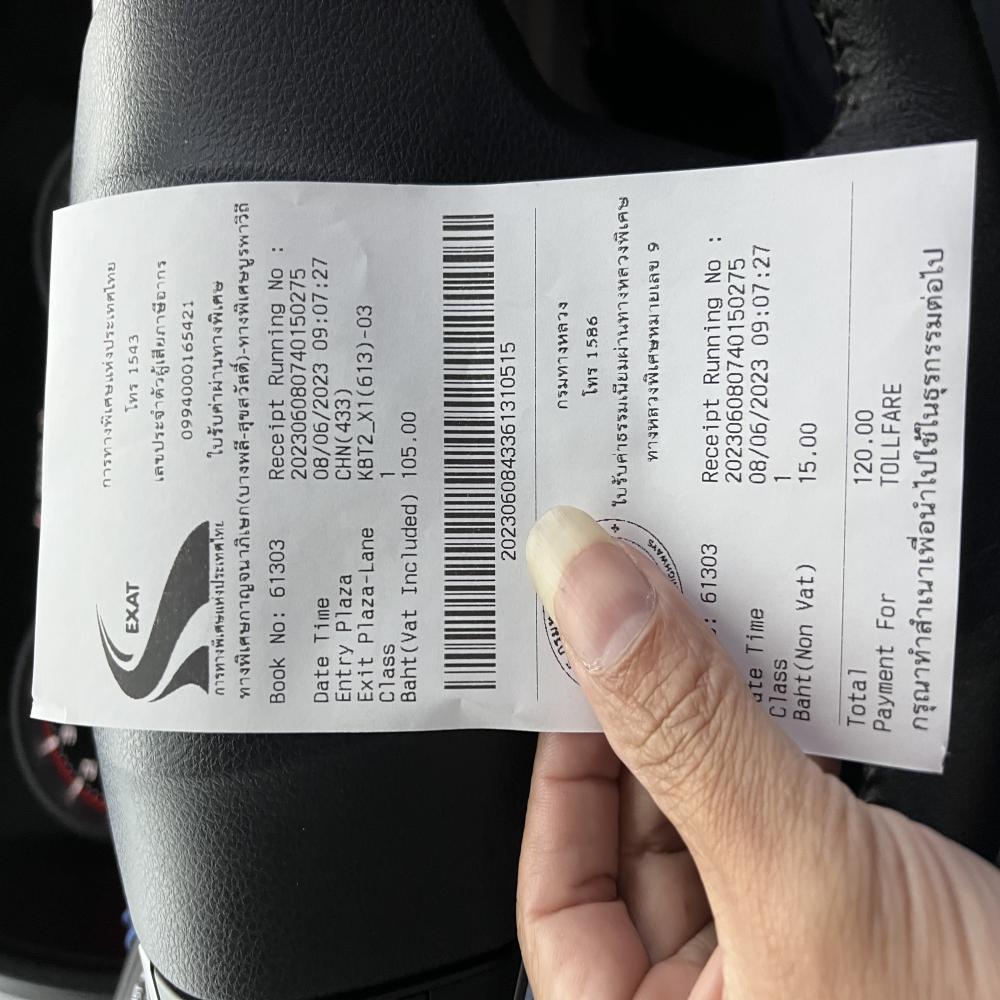 EXAT
การทางพิเศษแห่งประเทศไทย
การทางพิเศษแห่งประเทศไทย
โทร 1543
เลขประจำตัวผู้เสียภาษีอากร
0994000165421
ใบรับค่าผ่านทางพิเศษ
ทางพิเศษกาญจนาภิเษก(บางพลี-สุขสวัสดิ์)-ทางพิเศษบูรพาวิถี
Book No: 61303 Receipt Running No :
20230608074015​0275
Date Time 08/06/2023 09:07:27
Entry Plaza CHN(433)
Exit Plaza-Lane KBT2_X1(613)-03
Class 1
Baht(Vat Included) 105.00
2023060843361310515
กรมทางหลวง
โทร 1586
ใบรับค่าธรรมเนียมผ่านทางหลวงพิเศษ
ทางหลวงพิเศษหมายเลข 9
: 61303 Receipt Running No :
202306080740150275
Time 08/06/2023 09:07:27
Class 1
Baht(Non Vat) 15.00
Total 120.00
Payment For TOLLFARE
กรุณาทำสำเนาเพื่อนำไปใช้ในธุรกรรมต่อไป